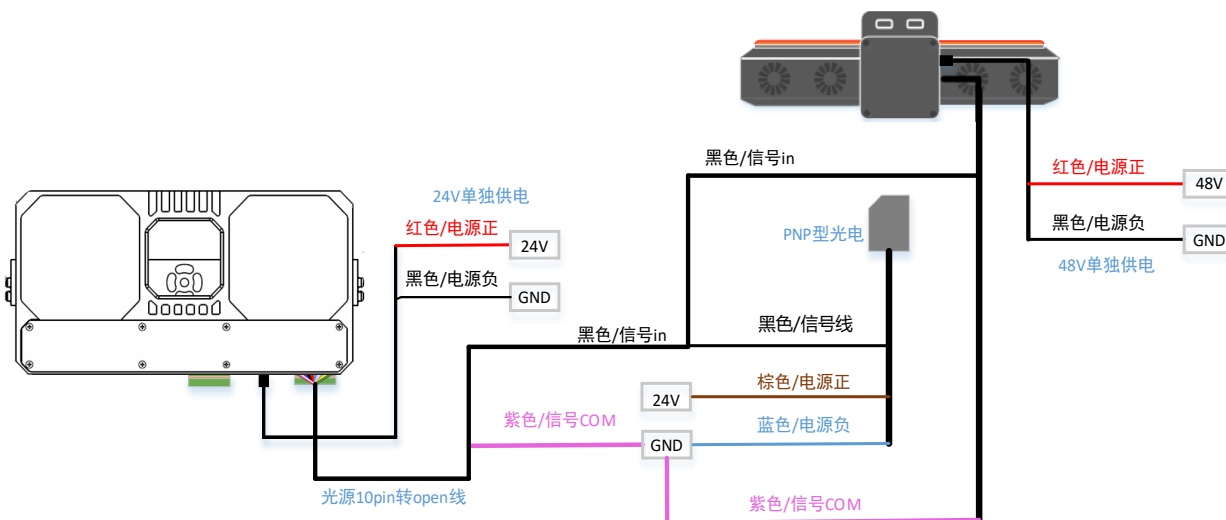 黑色/信号in
红色/电源正
48V
24V单独供电
红色/电源正
24V
PNP型光电
黑色/电源负
GND
48V单独供电
黑色/电源负
GND
黑色/信号in
黑色/信号线
棕色/电源正
24V
紫色/信号COM
蓝色/电源负
GND
光源10pin转open线
紫色/信号COM